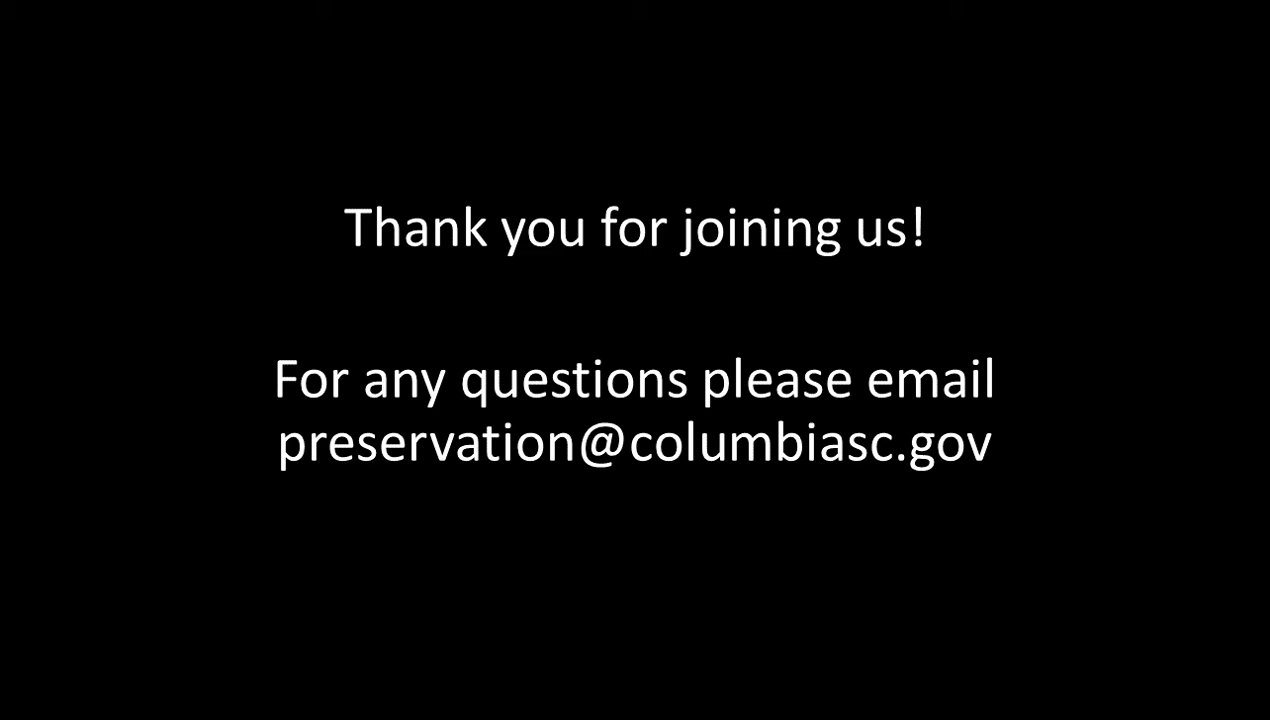 Thank you for joining us!
For any questions please email
preservation@columbiasc.gov